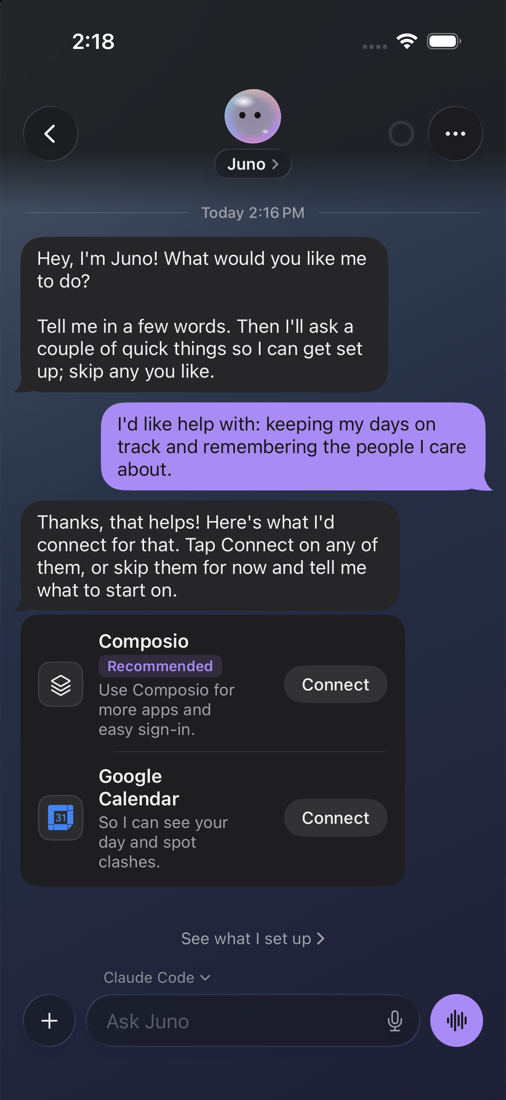 2:18
Juno
Today 2:16 PM
Hey, I'm Juno! What would you like me
to do?
Tell me in a few words. Then I'll ask a
couple of quick things so I can get set
up; skip any you like.
I'd like help with: keeping my days on
track and remembering the people I care
about.
Thanks, that helps! Here's what I'd
connect for that. Tap Connect on any of
them, or skip them for now and tell me
what to start on.
Composio
Recommended
Use Composio for
more apps and
easy sign-in.
Connect
Google
Calendar
31
So I can see your
day and spot
clashes.
Connect
See what I set up
Claude Code
Ask Juno